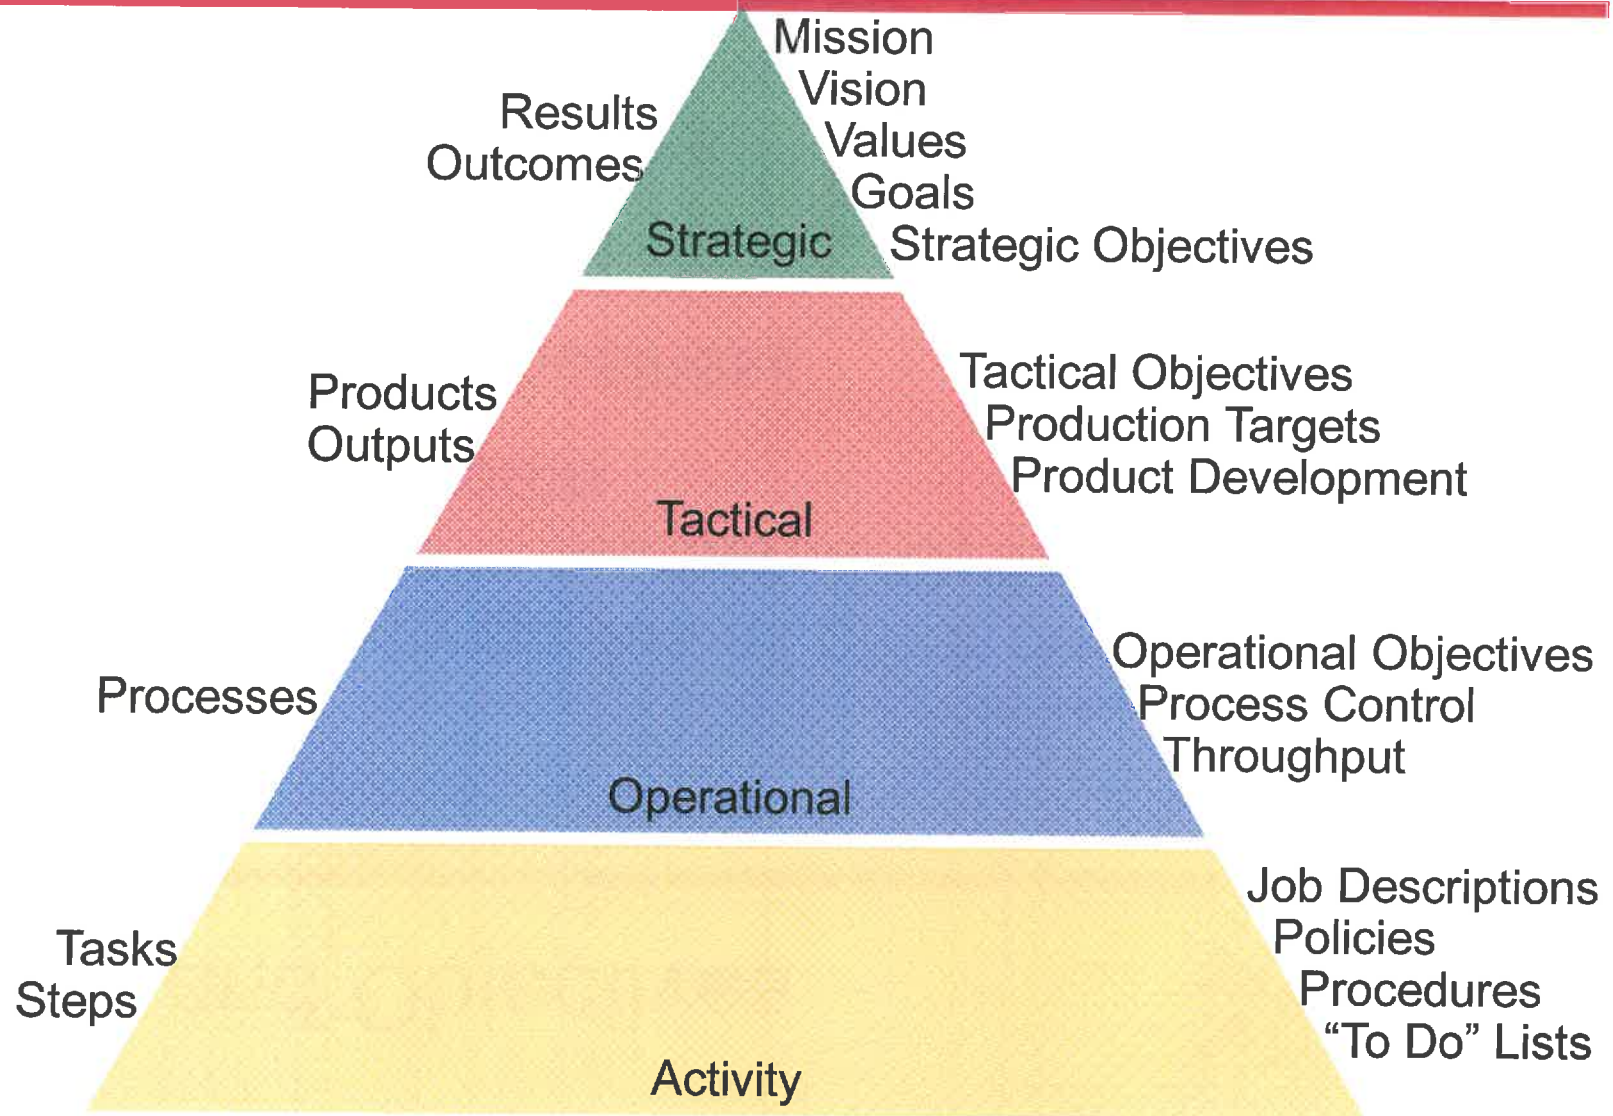 Mission
Vision
Values
Goals
Strategic Objectives
Results
Outcomes
Strategic
Tactical Objectives
Production Targets
Product Development
Products
Outputs
Tactical
Operational Objectives
Process Control
Throughput
Processes
Operational
Job Descriptions
Policies
Procedures
“To Do” Lists
Tasks
Steps
Activity